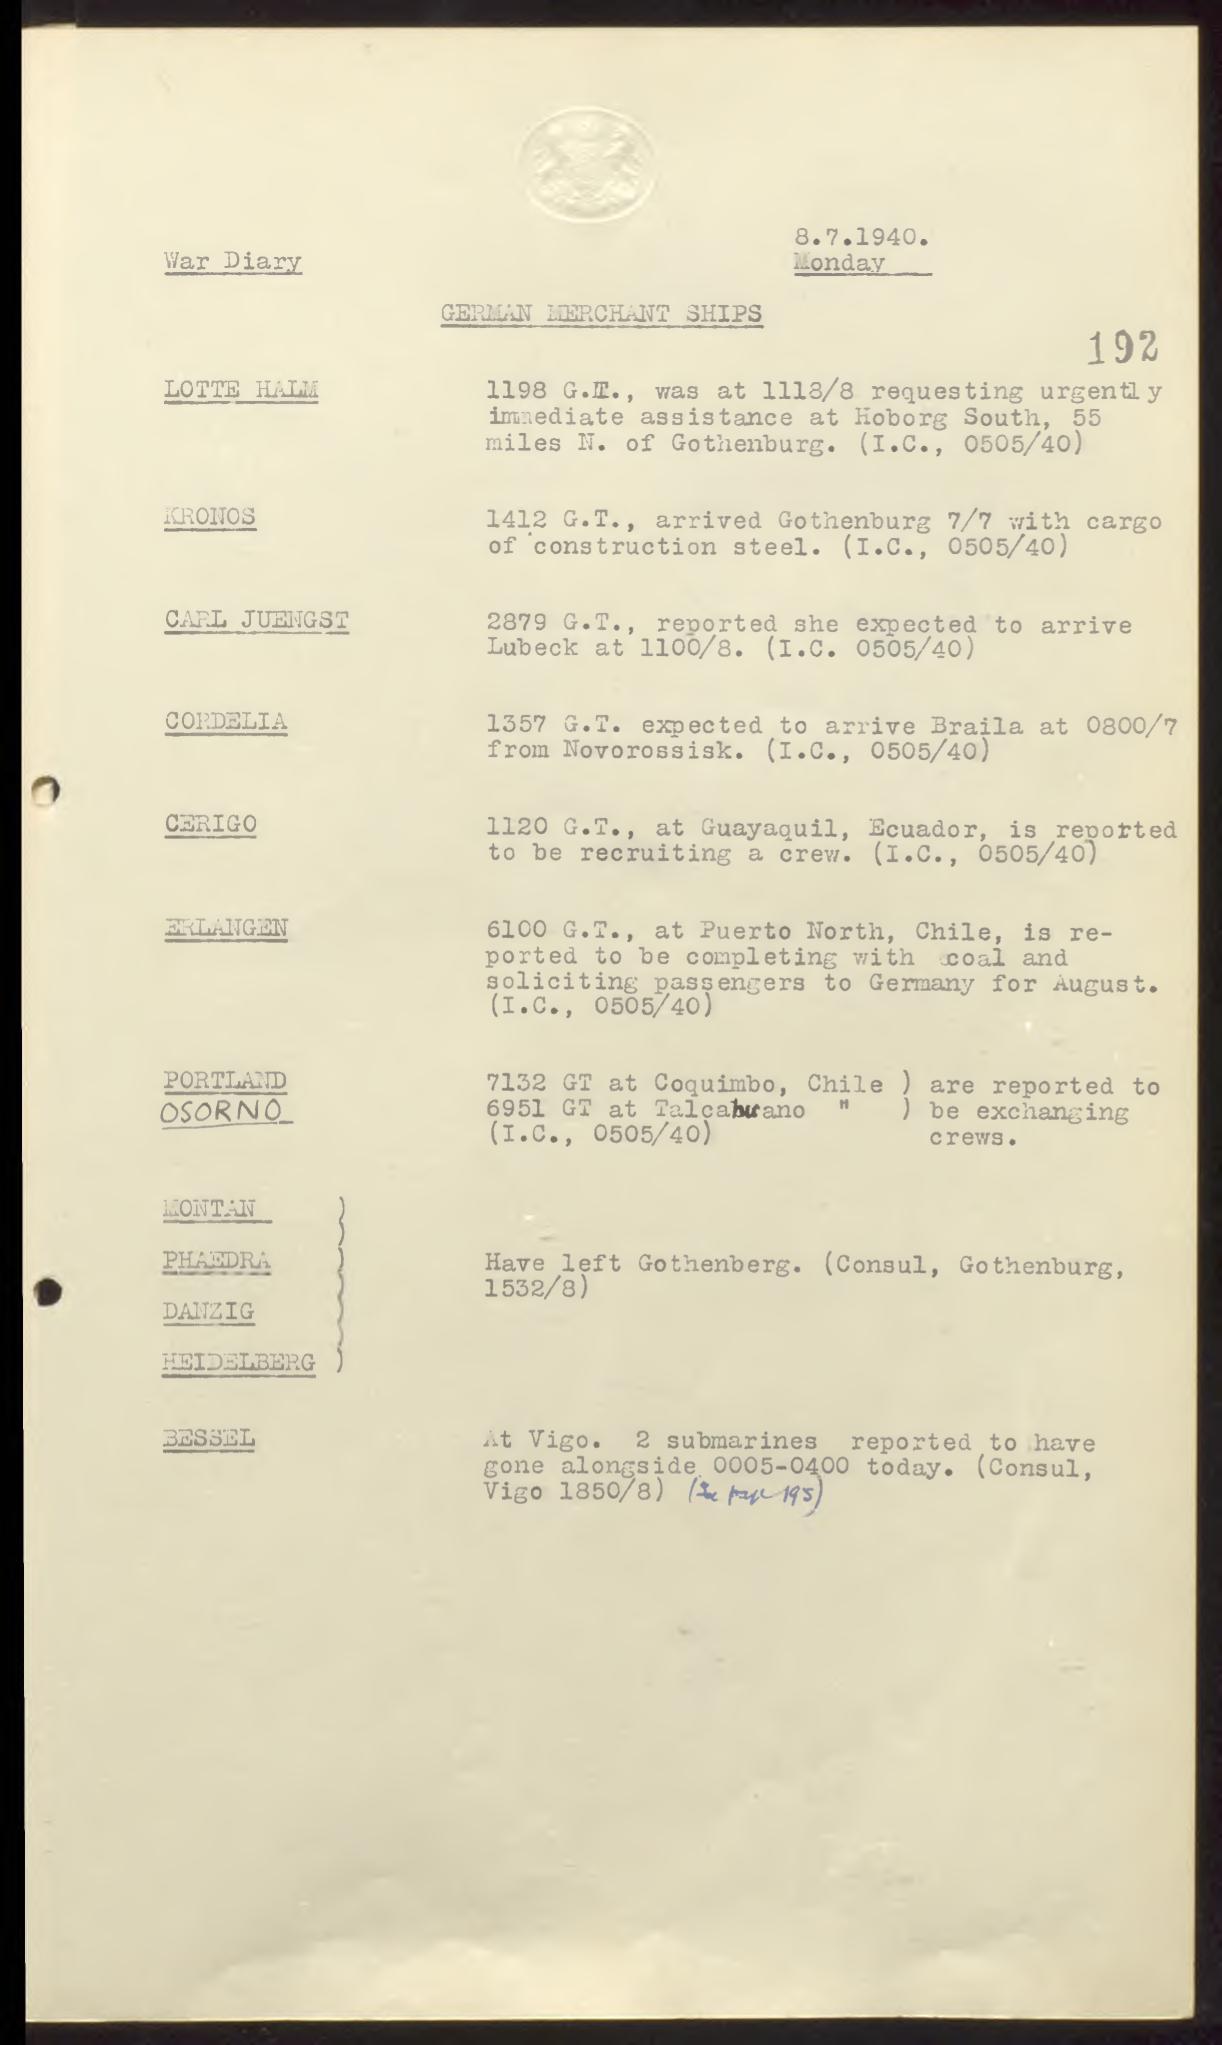 8.7.1940.
War Diary
Monday
GERMAN MERCHANT SHIPS
192
LOTTE HALM
1198 G.T., was at 1118/8 requesting urgently
immediate assistance at Hoborg South, 55
miles N. of Gothenburg. (I.C., 0505/40)
KRONOS
1412 G.T., arrived Gothenburg 7/7 with cargo
of construction steel. (I.C., 0505/40)
CARL JUENGST
2879 G.T., reported she expected to arrive
Lubeck at 1100/8. (I.C. 0505/40)
CORDELIA
1357 G.T. expected to arrive Braila at 0800/7
from Novorossisk. (I.C., 0505/40)
CERIGO
1120 G.T., at Guayaquil, Ecuador, is reported
to be recruiting a crew. (I.C., 0505/40)
ERLANGEN
6100 G.T., at Puerto North, Chile, is re-
ported to be completing with coal and
soliciting passengers to Germany for August.
(I.C., 0505/40)
PORTLAND 7132 GT at Coquimbo, Chile ) are reported to
OSORNO 6951 GT at Talcahuano " ) be exchanging
(I.C., 0505/40) crews.
MONTAN )
PHAEDRA )
Have left Gothenberg. (Consul, Gothenburg,
1532/8)
DANZIG )
HEIDELBERG )
BESSEL
At Vigo. 2 submarines reported to have
gone alongside 0005-0400 today. (Consul,
Vigo 1850/8) (See page 195)